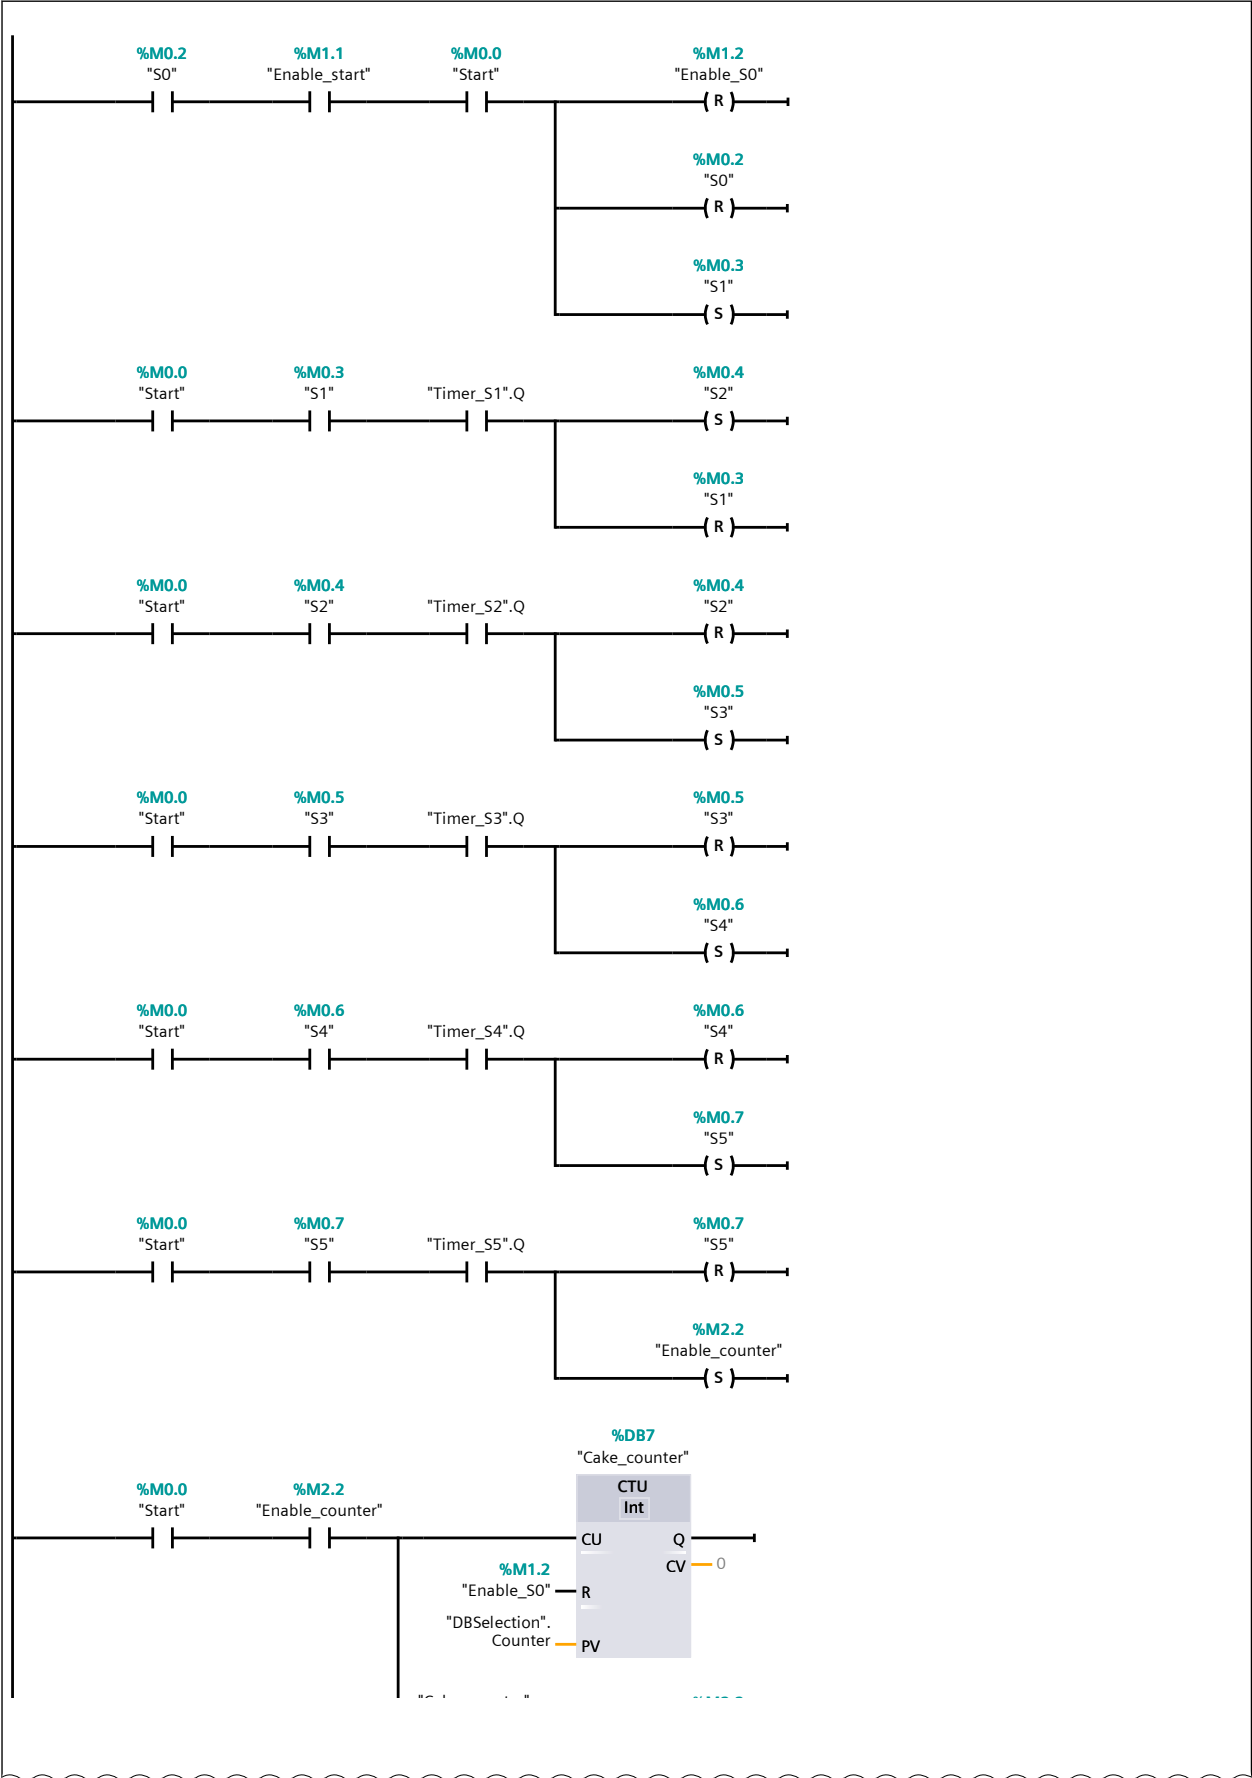 %M0.2 %M1.1 %M0.0 %M1.2
"S0" "Enable_start" "Start" "Enable_S0"
( R )
%M0.2
"S0"
( R )
%M0.3
"S1"
( S )
%M0.0 %M0.3 %M0.4
"Start" "S1" "Timer_S1".Q "S2"
( S )
%M0.3
"S1"
( R )
%M0.0 %M0.4 %M0.4
"Start" "S2" "Timer_S2".Q "S2"
( R )
%M0.5
"S3"
( S )
%M0.0 %M0.5 %M0.5
"Start" "S3" "Timer_S3".Q "S3"
( R )
%M0.6
"S4"
( S )
%M0.0 %M0.6 %M0.6
"Start" "S4" "Timer_S4".Q "S4"
( R )
%M0.7
"S5"
( S )
%M0.0 %M0.7 %M0.7
"Start" "S5" "Timer_S5".Q "S5"
( R )
%M2.2
"Enable_counter"
( S )
%DB7
"Cake_counter"
CTU
%M0.0 %M2.2 Int
"Start" "Enable_counter"
CU Q
CV 0
%M1.2
"Enable_S0" R
"DBSelection".
Counter PV